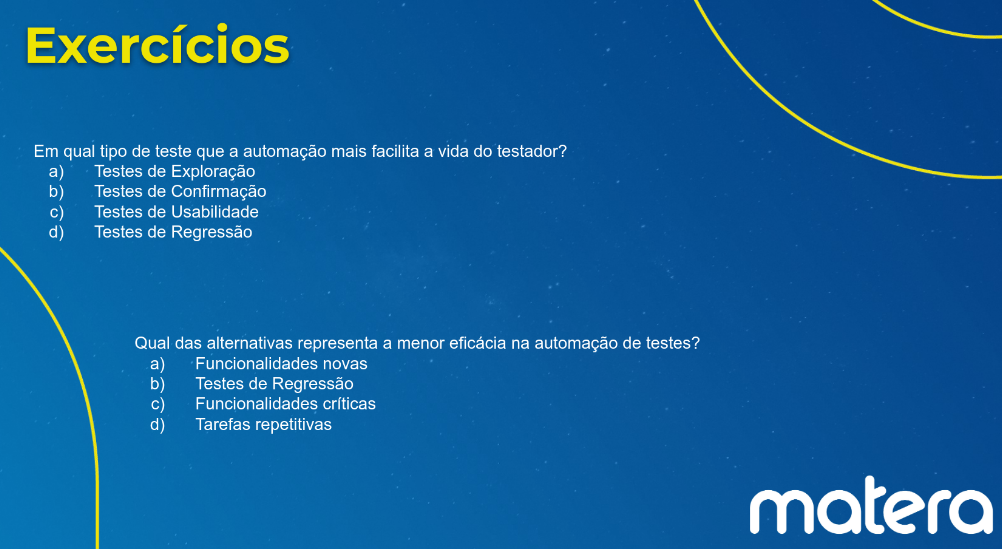 Exercícios
Em qual tipo de teste que a automação mais facilita a vida do testador?
a) Testes de Exploração
b) Testes de Confirmação
c) Testes de Usabilidade
d) Testes de Regressão
Qual das alternativas representa a menor eficácia na automação de testes?
a) Funcionalidades novas
b) Testes de Regressão
c) Funcionalidades críticas
d) Tarefas repetitivas
matera